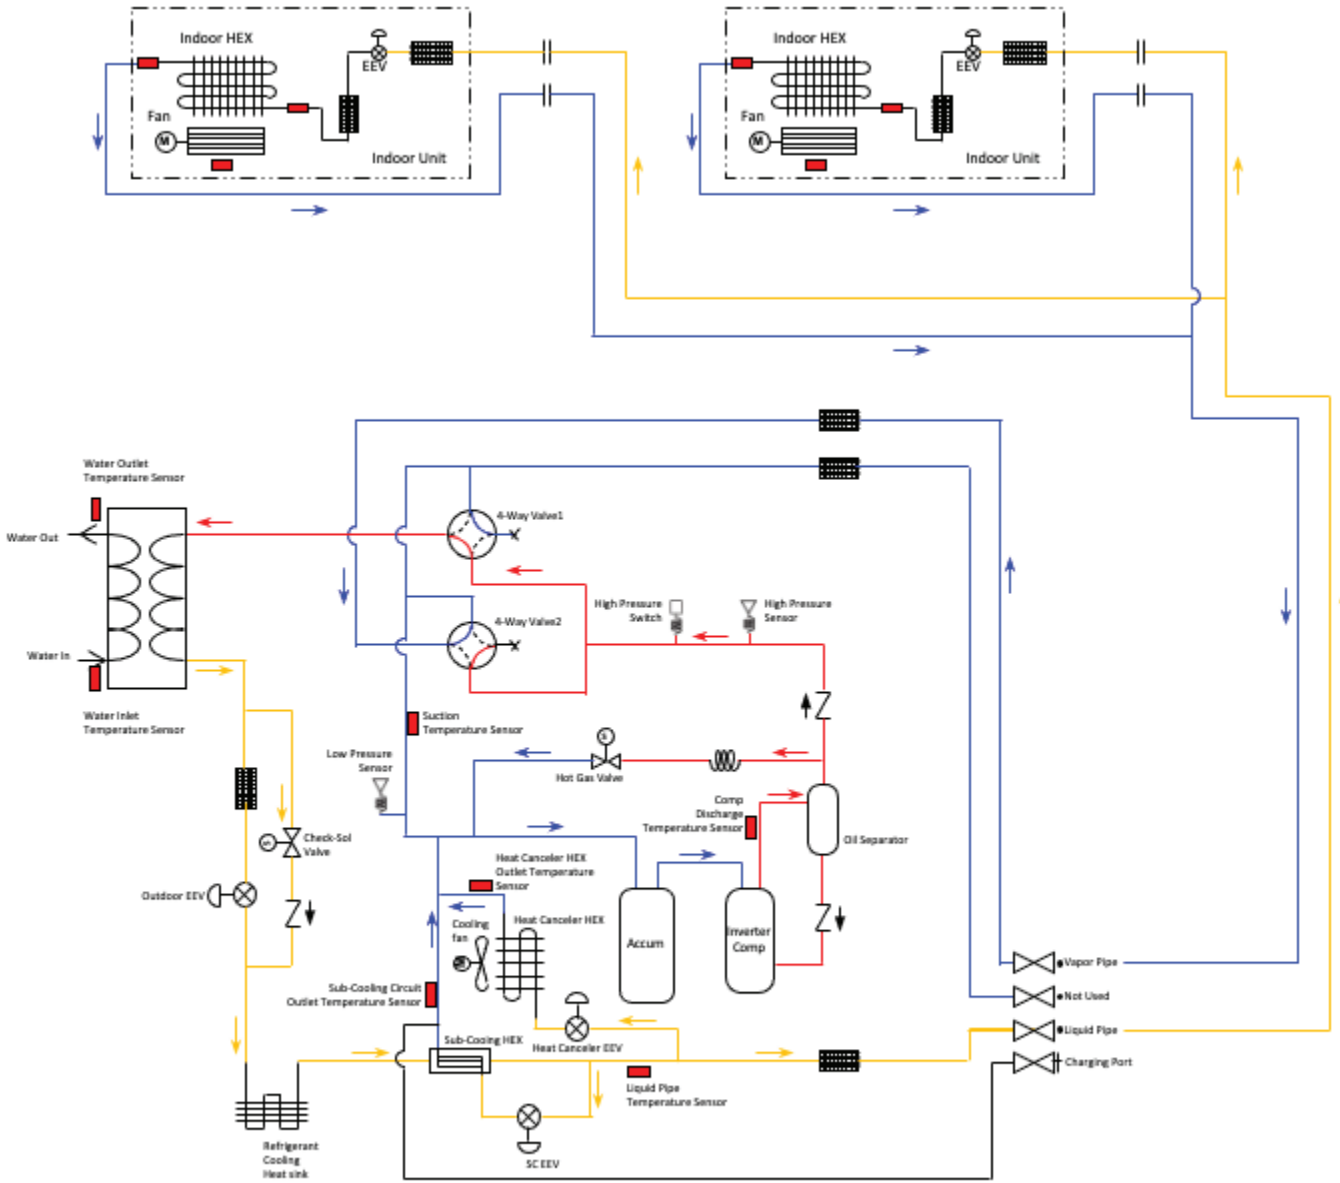 Indoor HEX
EEV
Fan
M
Indoor Unit
Indoor HEX
EEV
Fan
M
Indoor Unit
Water Outlet
Temperature Sensor
4-Way Valve1
Water Out
High Pressure
Switch
High Pressure
Sensor
4-Way Valve2
Water In
Water Inlet
Temperature Sensor
Suction
Temperature Sensor
Low Pressure
Sensor
S
Hot Gas Valve
Comp
Discharge
Temperature Sensor
Oil Separator
S
Check-Sol
Valve
Heat Canceler HEX
Outlet Temperature
Sensor
Outdoor EEV
Cooling
fan
M
Heat Canceler HEX
Accum
Inverter
Comp
Vapor Pipe
Sub-Cooling Circuit
Outlet Temperature Sensor
Not Used
Sub-Cooing HEX
Heat Canceler EEV
Liquid Pipe
Charging Port
Liquid Pipe
Temperature Sensor
SC EEV
Refrigerant
Cooling
Heat sink